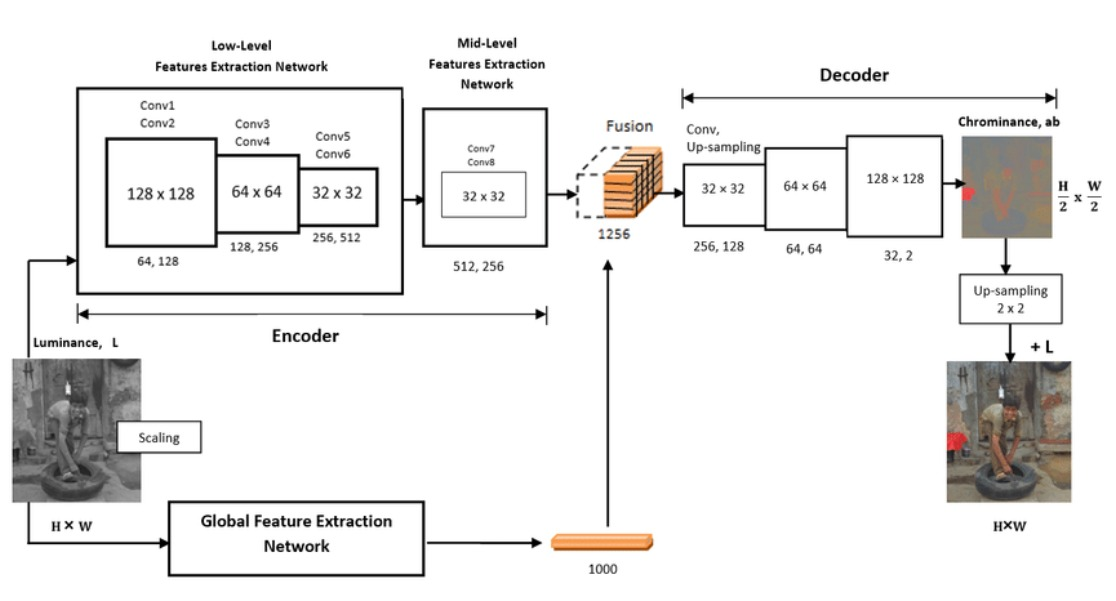 Low-Level
Features Extraction Network
Mid-Level
Features Extraction
Network
Decoder
Conv1
Conv2
Conv3
Conv4
Conv5
Conv6
Conv7
Conv8
Fusion
Conv,
Up-sampling
Chrominance, ab
128 x 128
64 x 64
32 x 32
32 x 32
32 × 32
64 × 64
128 × 128
H/2 x W/2
64, 128
128, 256
256, 512
512, 256
1256
256, 128
64, 64
32, 2
Encoder
Up-sampling
2 x 2
Luminance, L
+ L
Scaling
H × W
Global Feature Extraction
Network
1000
H×W